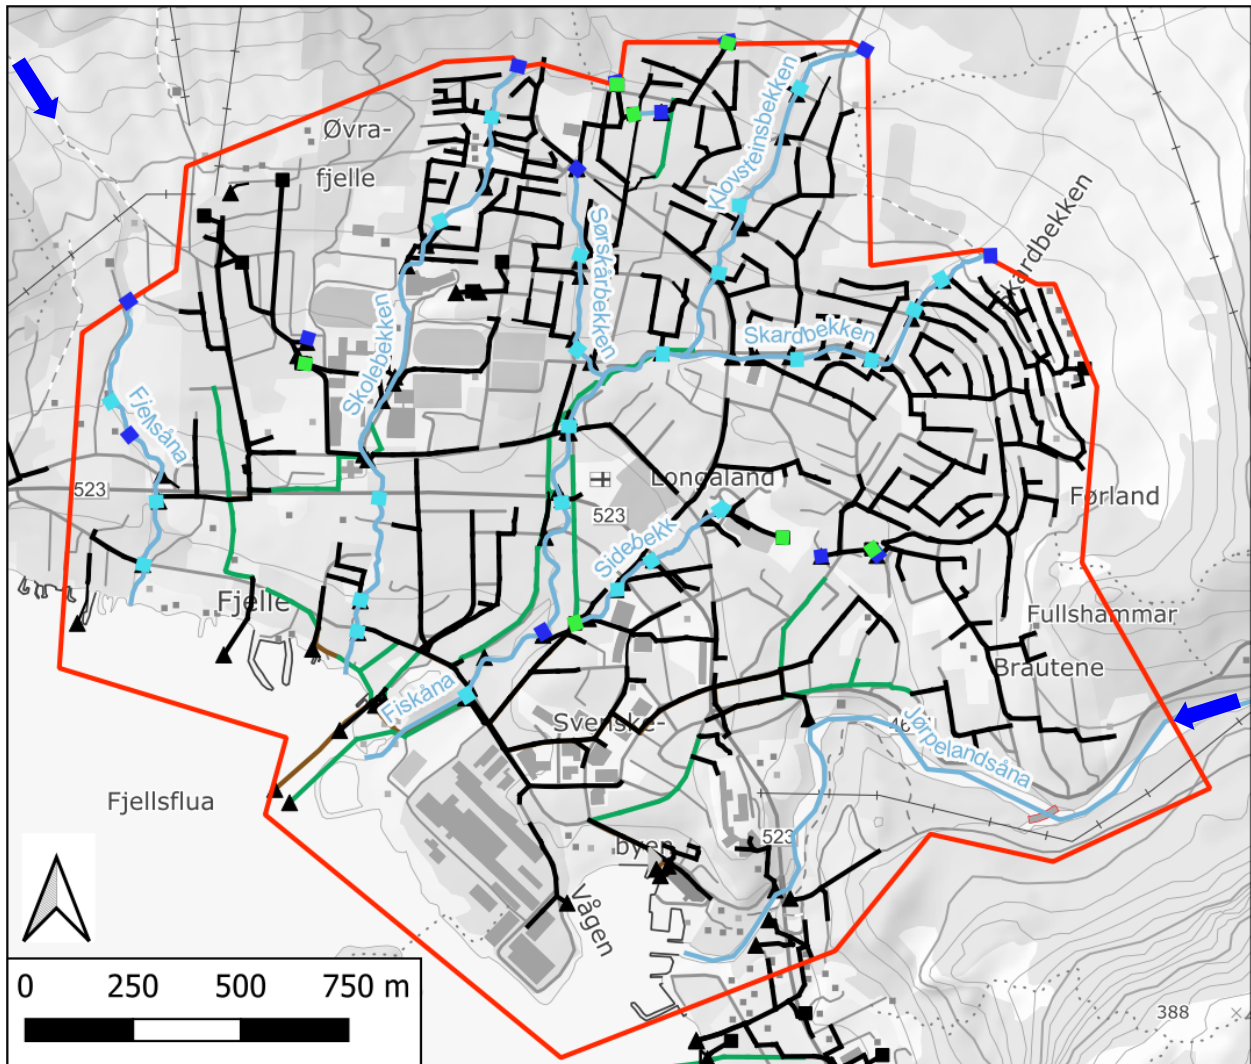 Øvra-
fjelle
Klovsteinsbekken
Sørskårbekken
Skardbekken
Skardbekken
Skolebekken
Fjellsåna
523
Longaland
523
Førland
Sidebekk
Fjelle
Fullshammar
Brautene
Fiskåna
Svenske-
Jørpelandsåna
Fjellsflua
523
byen
Vågen
388
0 250 500 750 m